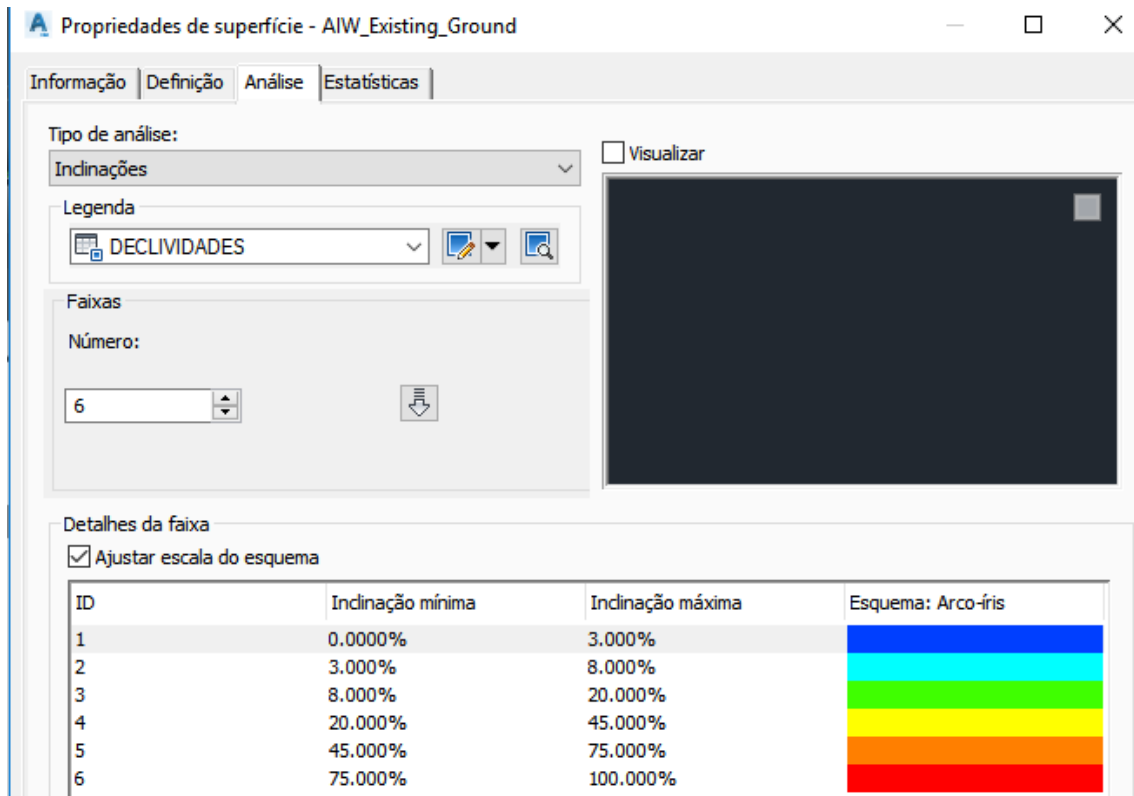 Propriedades de superfície - AIW_Existing_Ground
Informação Definição Análise Estatísticas
Tipo de análise:
Inclinações
Visualizar
Legenda
DECLIVIDADES
Faixas
Número:
6
Detalhes da faixa
Ajustar escala do esquema
ID Inclinação mínima Inclinação máxima Esquema: Arco-íris
1 0.0000% 3.000%
2 3.000% 8.000%
3 8.000% 20.000%
4 20.000% 45.000%
5 45.000% 75.000%
6 75.000% 100.000%